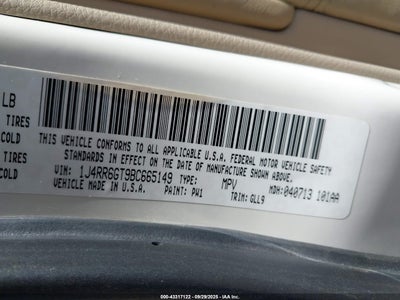 LB
TIRES
COLD
TIRES
COLD
THIS VEHICLE CONFORMS TO ALL APPLICABLE U.S.A. FEDERAL MOTOR VEHICLE SAFETY
STANDARDS IN EFFECT ON THE DATE OF MANUFACTURE SHOWN ABOVE.
MADE IN U.S.A.
VIN: 1J4RR6GT9BC665149 TYPE: MPV MDH: 040713 101AA
PAINT: PW1 TRIM: GLL9
© Stock# - 43317122 - 09/29/2025 - IAA Inc.